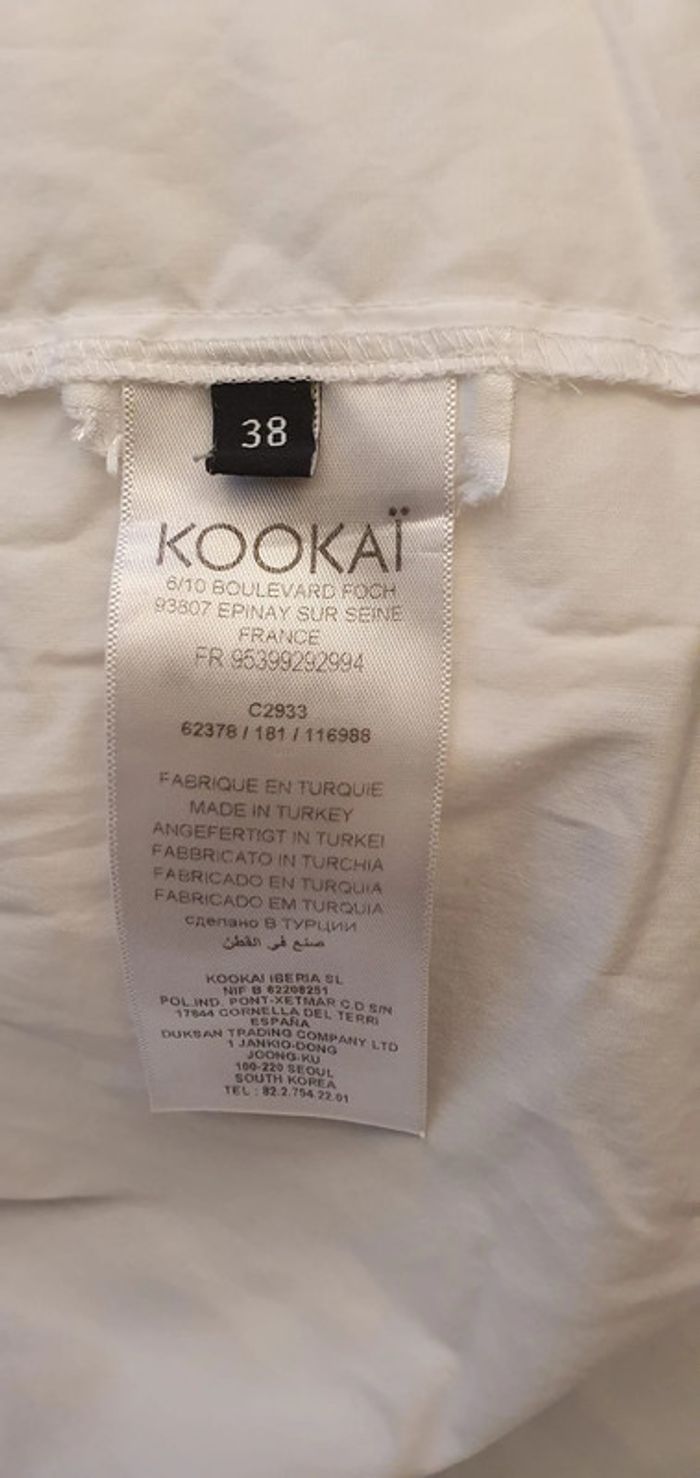 38
KOOKAÏ
6/10 BOULEVARD FOCH
93807 EPINAY SUR SEINE
FRANCE
FR 95399292994
C2933
62378 / 181 / 116988
FABRIQUE EN TURQUIE
MADE IN TURKEY
ANGEFERTIGT IN TURKEI
FABBRICATO IN TURCHIA
FABRICADO EN TURQUIA
FABRICADO EM TURQUIA
сделано В ТУРЦИИ
صنع في القطن
KOOKAI IBERIA SL
NIF B 62208251
POL.IND. PONT-XETMAR C.D S/N
17844 CORNELLA DEL TERRI
ESPAÑA
DUKSAN TRADING COMPANY LTD
1 JANKIO-DONG
JOONG-KU
100-220 SEOUL
SOUTH KOREA
TEL : 82.2.754.22.01